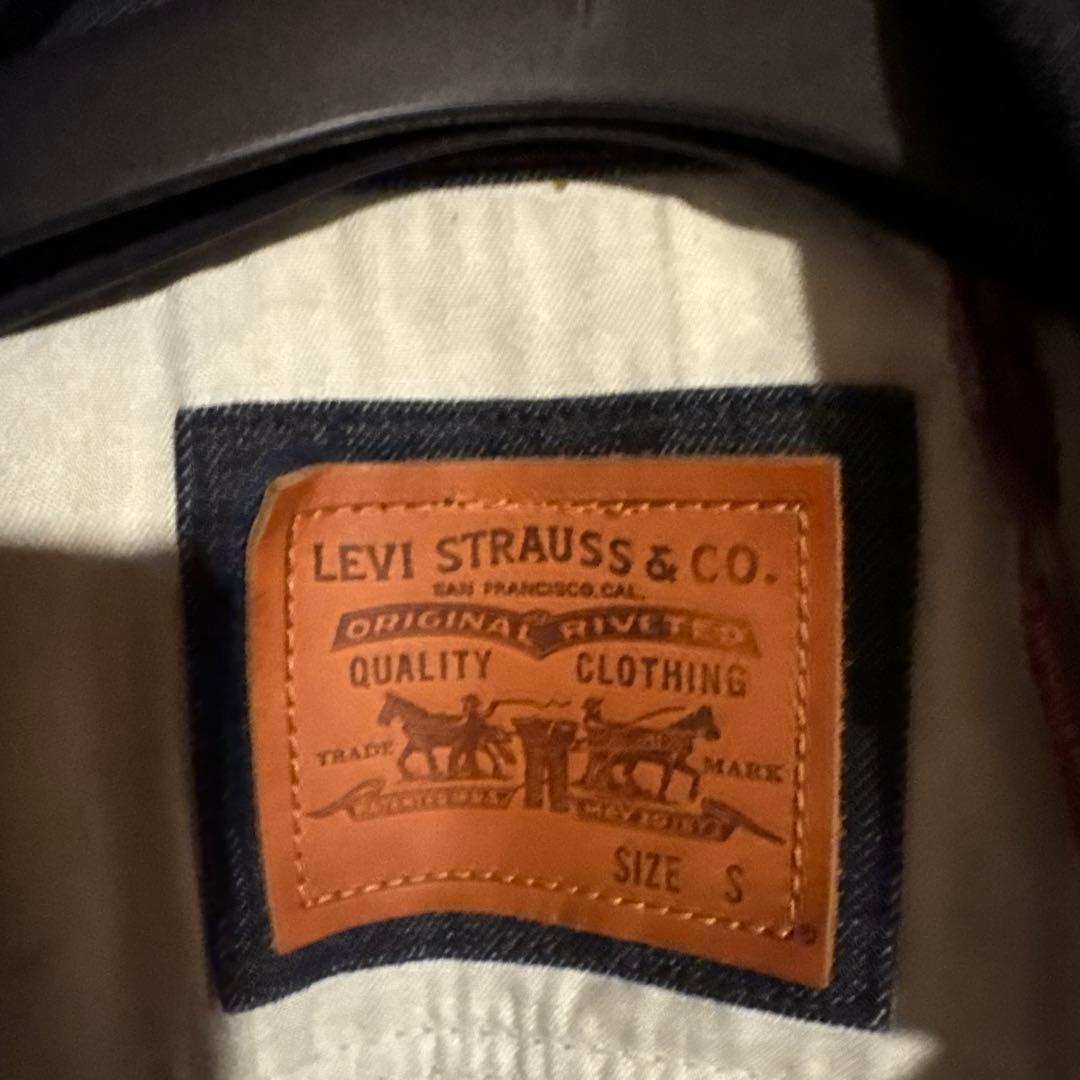 LEVI STRAUSS & CO.
SAN FRANCISCO, CAL.
ORIGINAL RIVETED
QUALITY CLOTHING
TRADE MARK
SIZE S
®